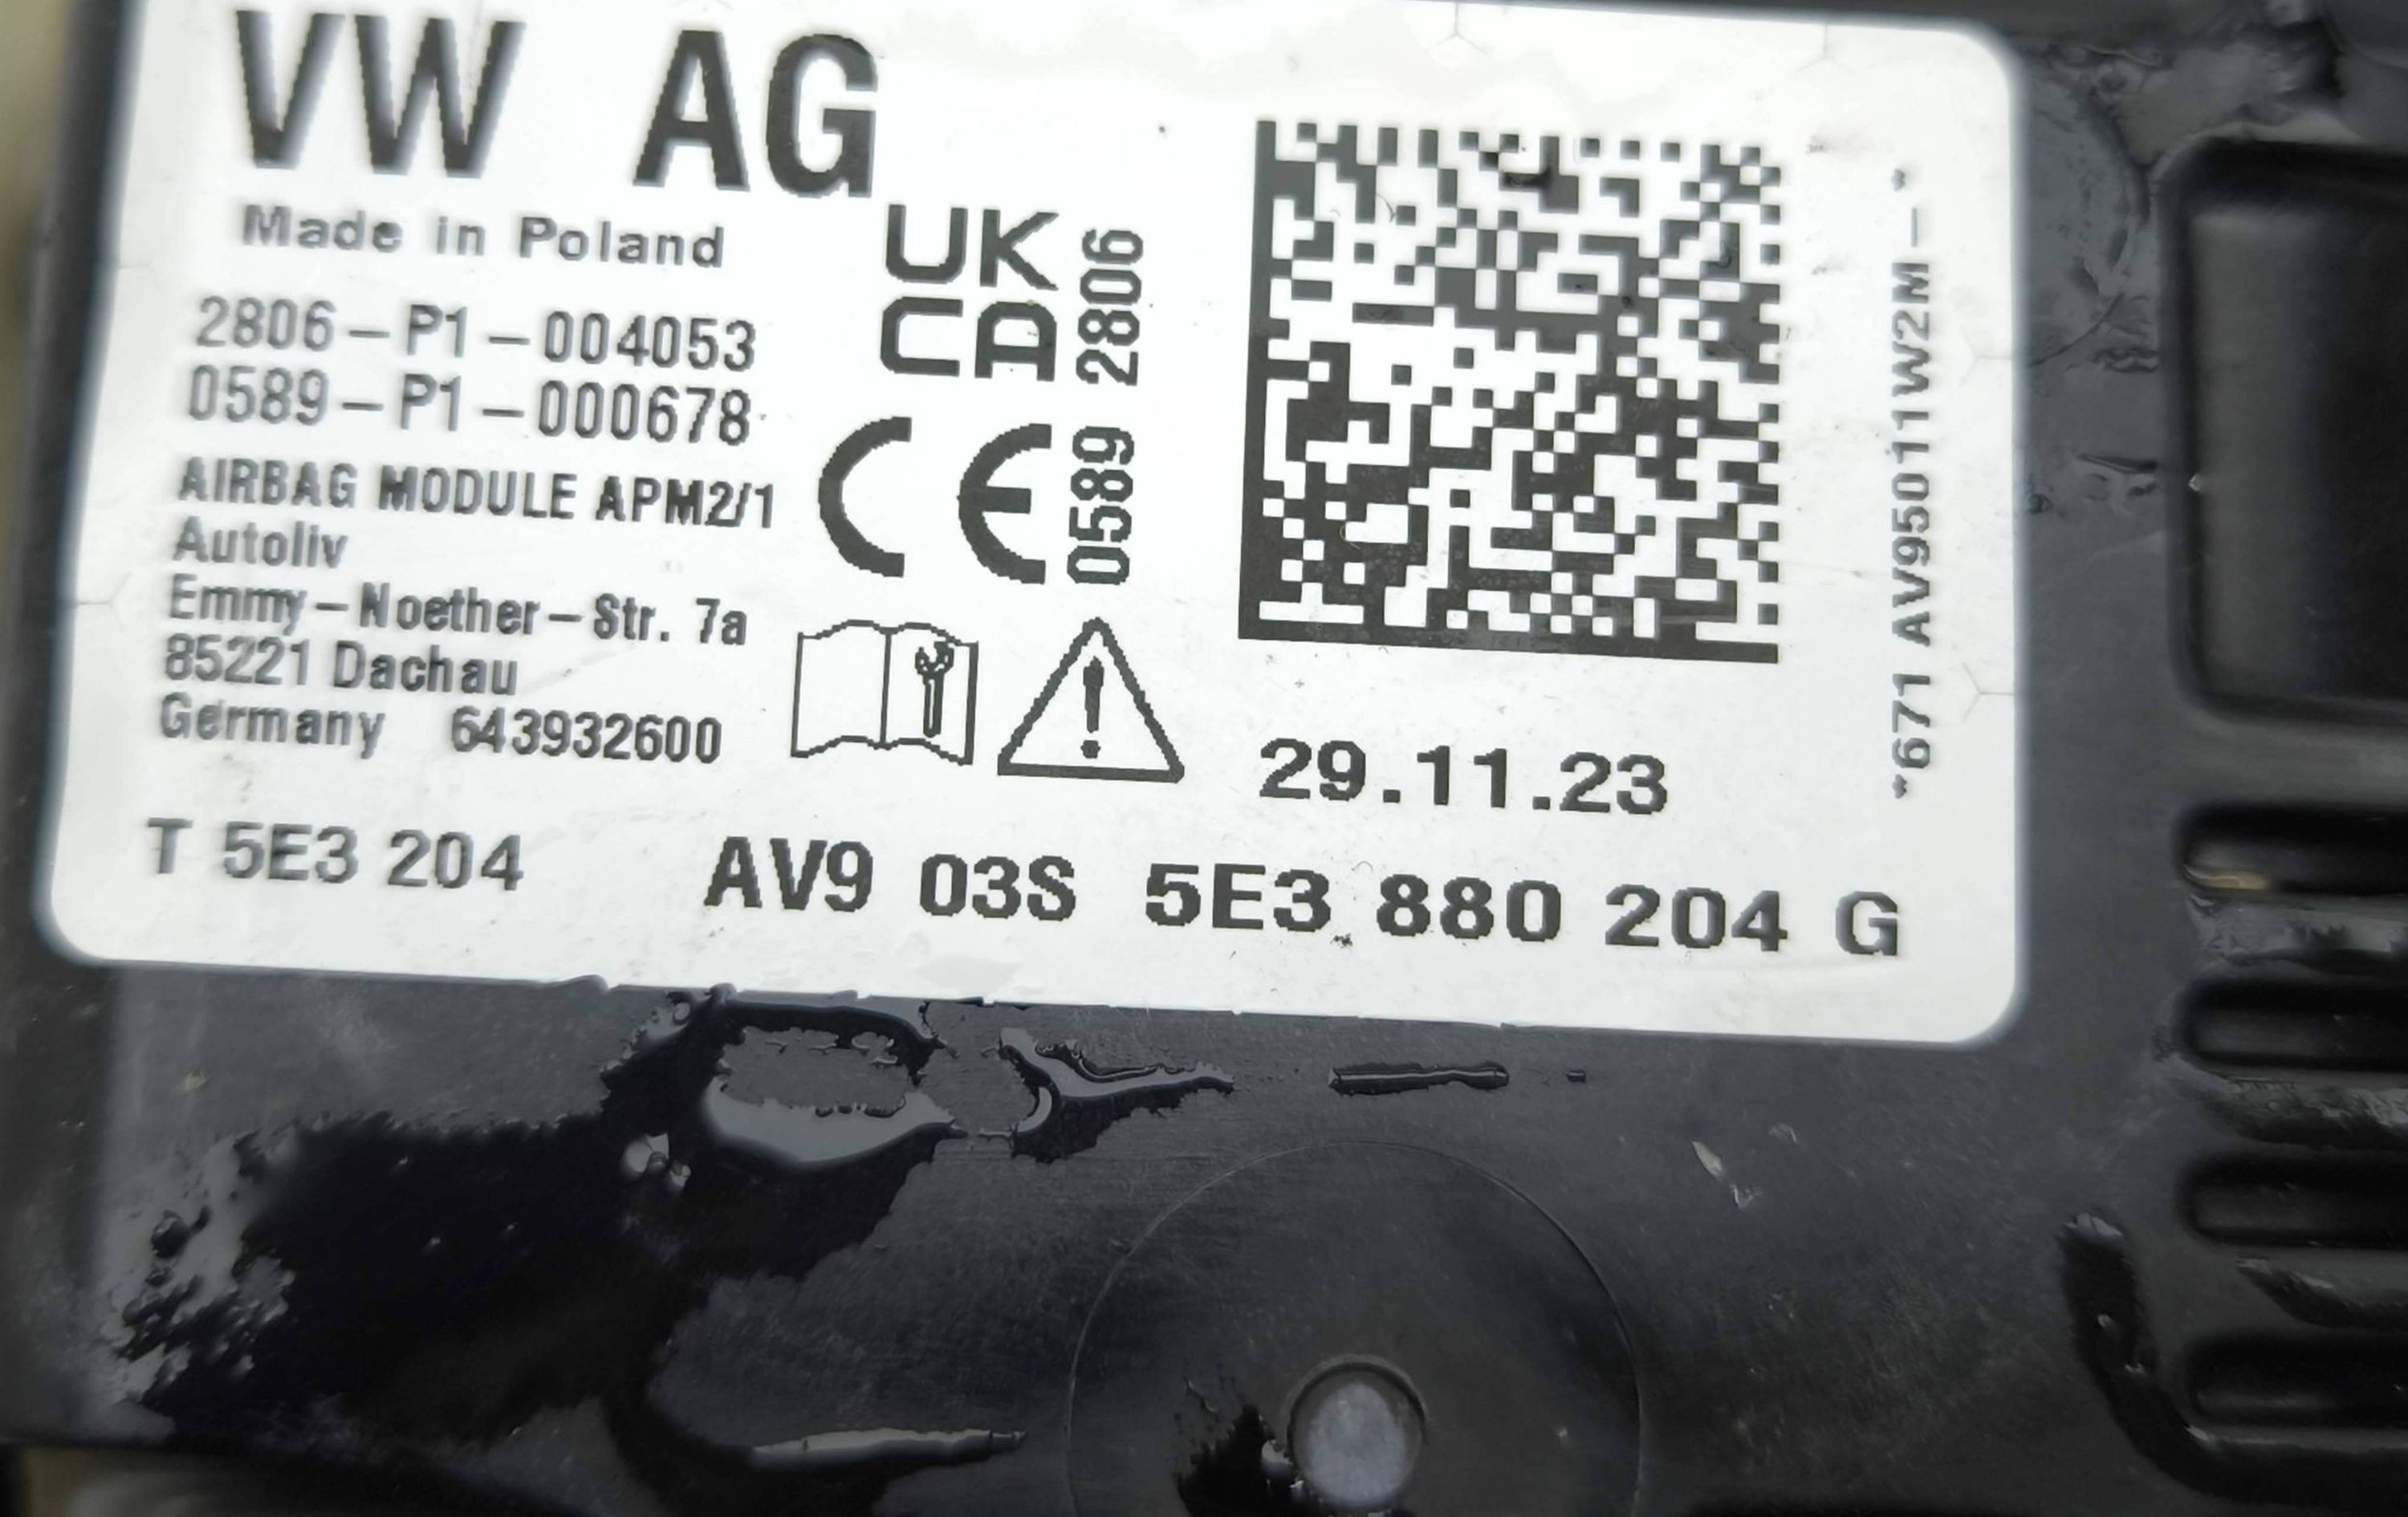 VW AG
Made in Poland
2806-P1-004053
0589-P1-000678
AIRBAG MODULE APM2/1
Autoliv
Emmy-Noether-Str. 7a
85221 Dachau
Germany 643932600
UK
CA
2806
CE
0589
29.11.23
*671 AV95011W2M-*
T 5E3 204
AV9 03S 5E3 880 204 G